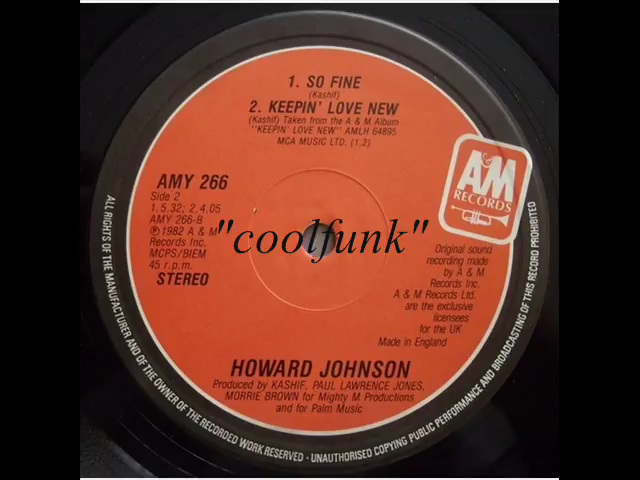 1. SO FINE
(Kashif)
2. KEEPIN' LOVE NEW
(Kashif) Taken from the A & M Album
"KEEPIN' LOVE NEW" AMLH 64895
MCA MUSIC LTD. (1,2)
A&M
RECORDS
AMY 266
Side 2
1. 5.32; 2. 4.05
AMY 266-B
Ⓟ1982 A & M
Records Inc.
MCPS/BIEM
45 r.p.m.
STEREO
"coolfunk"
Original sound
recording made
by A & M
Records Inc.
A & M Records Ltd.
are the exclusive
licensees
for the UK
Made in England
HOWARD JOHNSON
Produced by KASHIF, PAUL LAWRENCE JONES,
MORRIE BROWN for Mighty M Productions
and for Palm Music
ALL RIGHTS OF THE MANUFACTURER AND OF THE OWNER OF THE RECORDED WORK RESERVED · UNAUTHORISED COPYING PUBLIC PERFORMANCE AND BROADCASTING OF THIS RECORD PROHIBITED